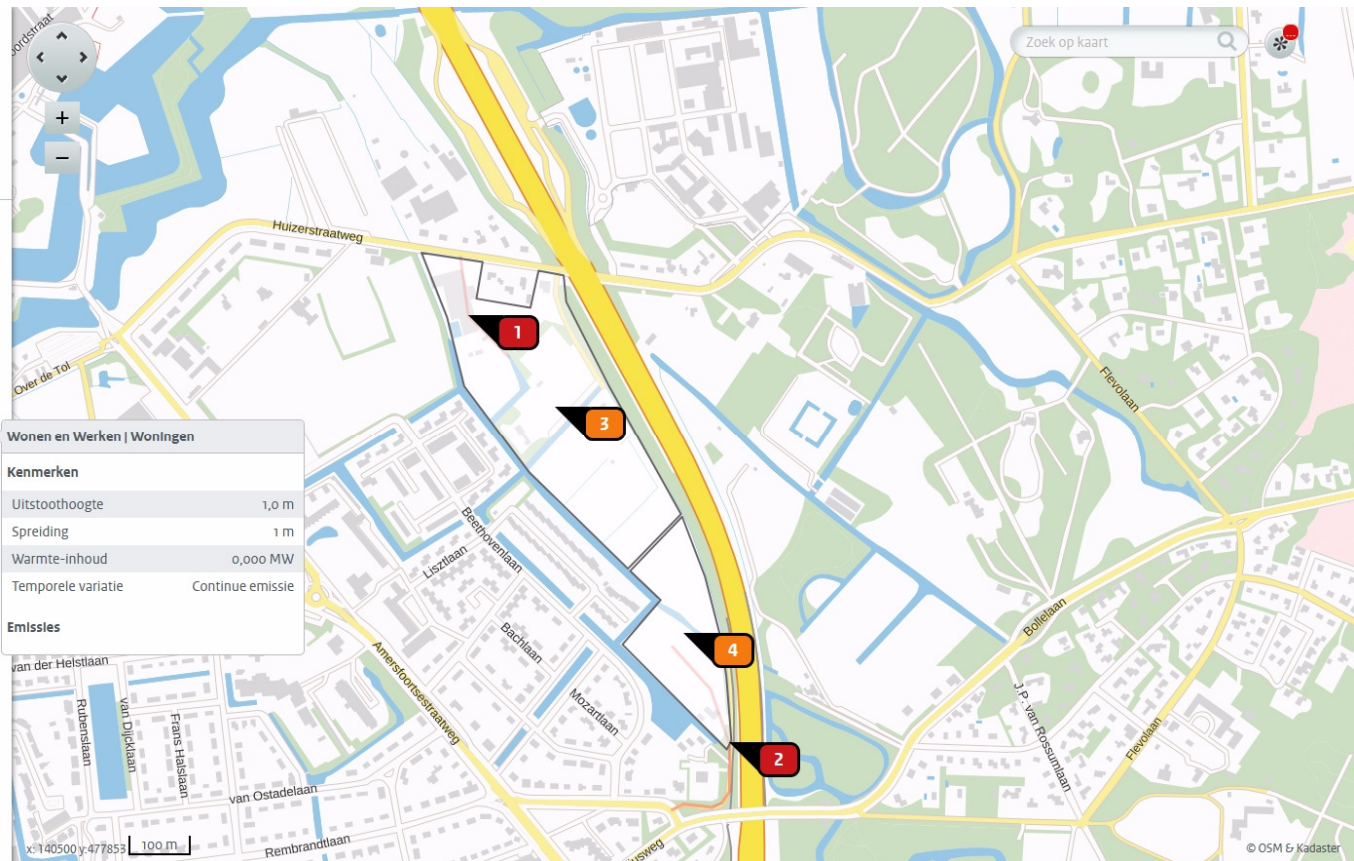 Zoek op kaart
...
+
−
Huizerstraatweg
1
Over de Tol
Flevolaan
3
Wonen en Werken | Woningen
Kenmerken
Uitstoothoogte 1,0 m
Spreiding 1 m
Warmte-inhoud 0,000 MW
Temporele variatie Continue emissie
Emissies
Beethovenlaan
Lisztlaan
Bollelaan
Bachlaan
4
van der Helstlaan
Amersfoortsestraatweg
Mozartlaan
Rubenslaan
van Dijcklaan
Frans Halslaan
J.P. van Rossumlaan
Flevolaan
2
van Ostadelaan
x: 140500 y:477853
100 m
Rembrandtlaan
© OSM & Kadaster